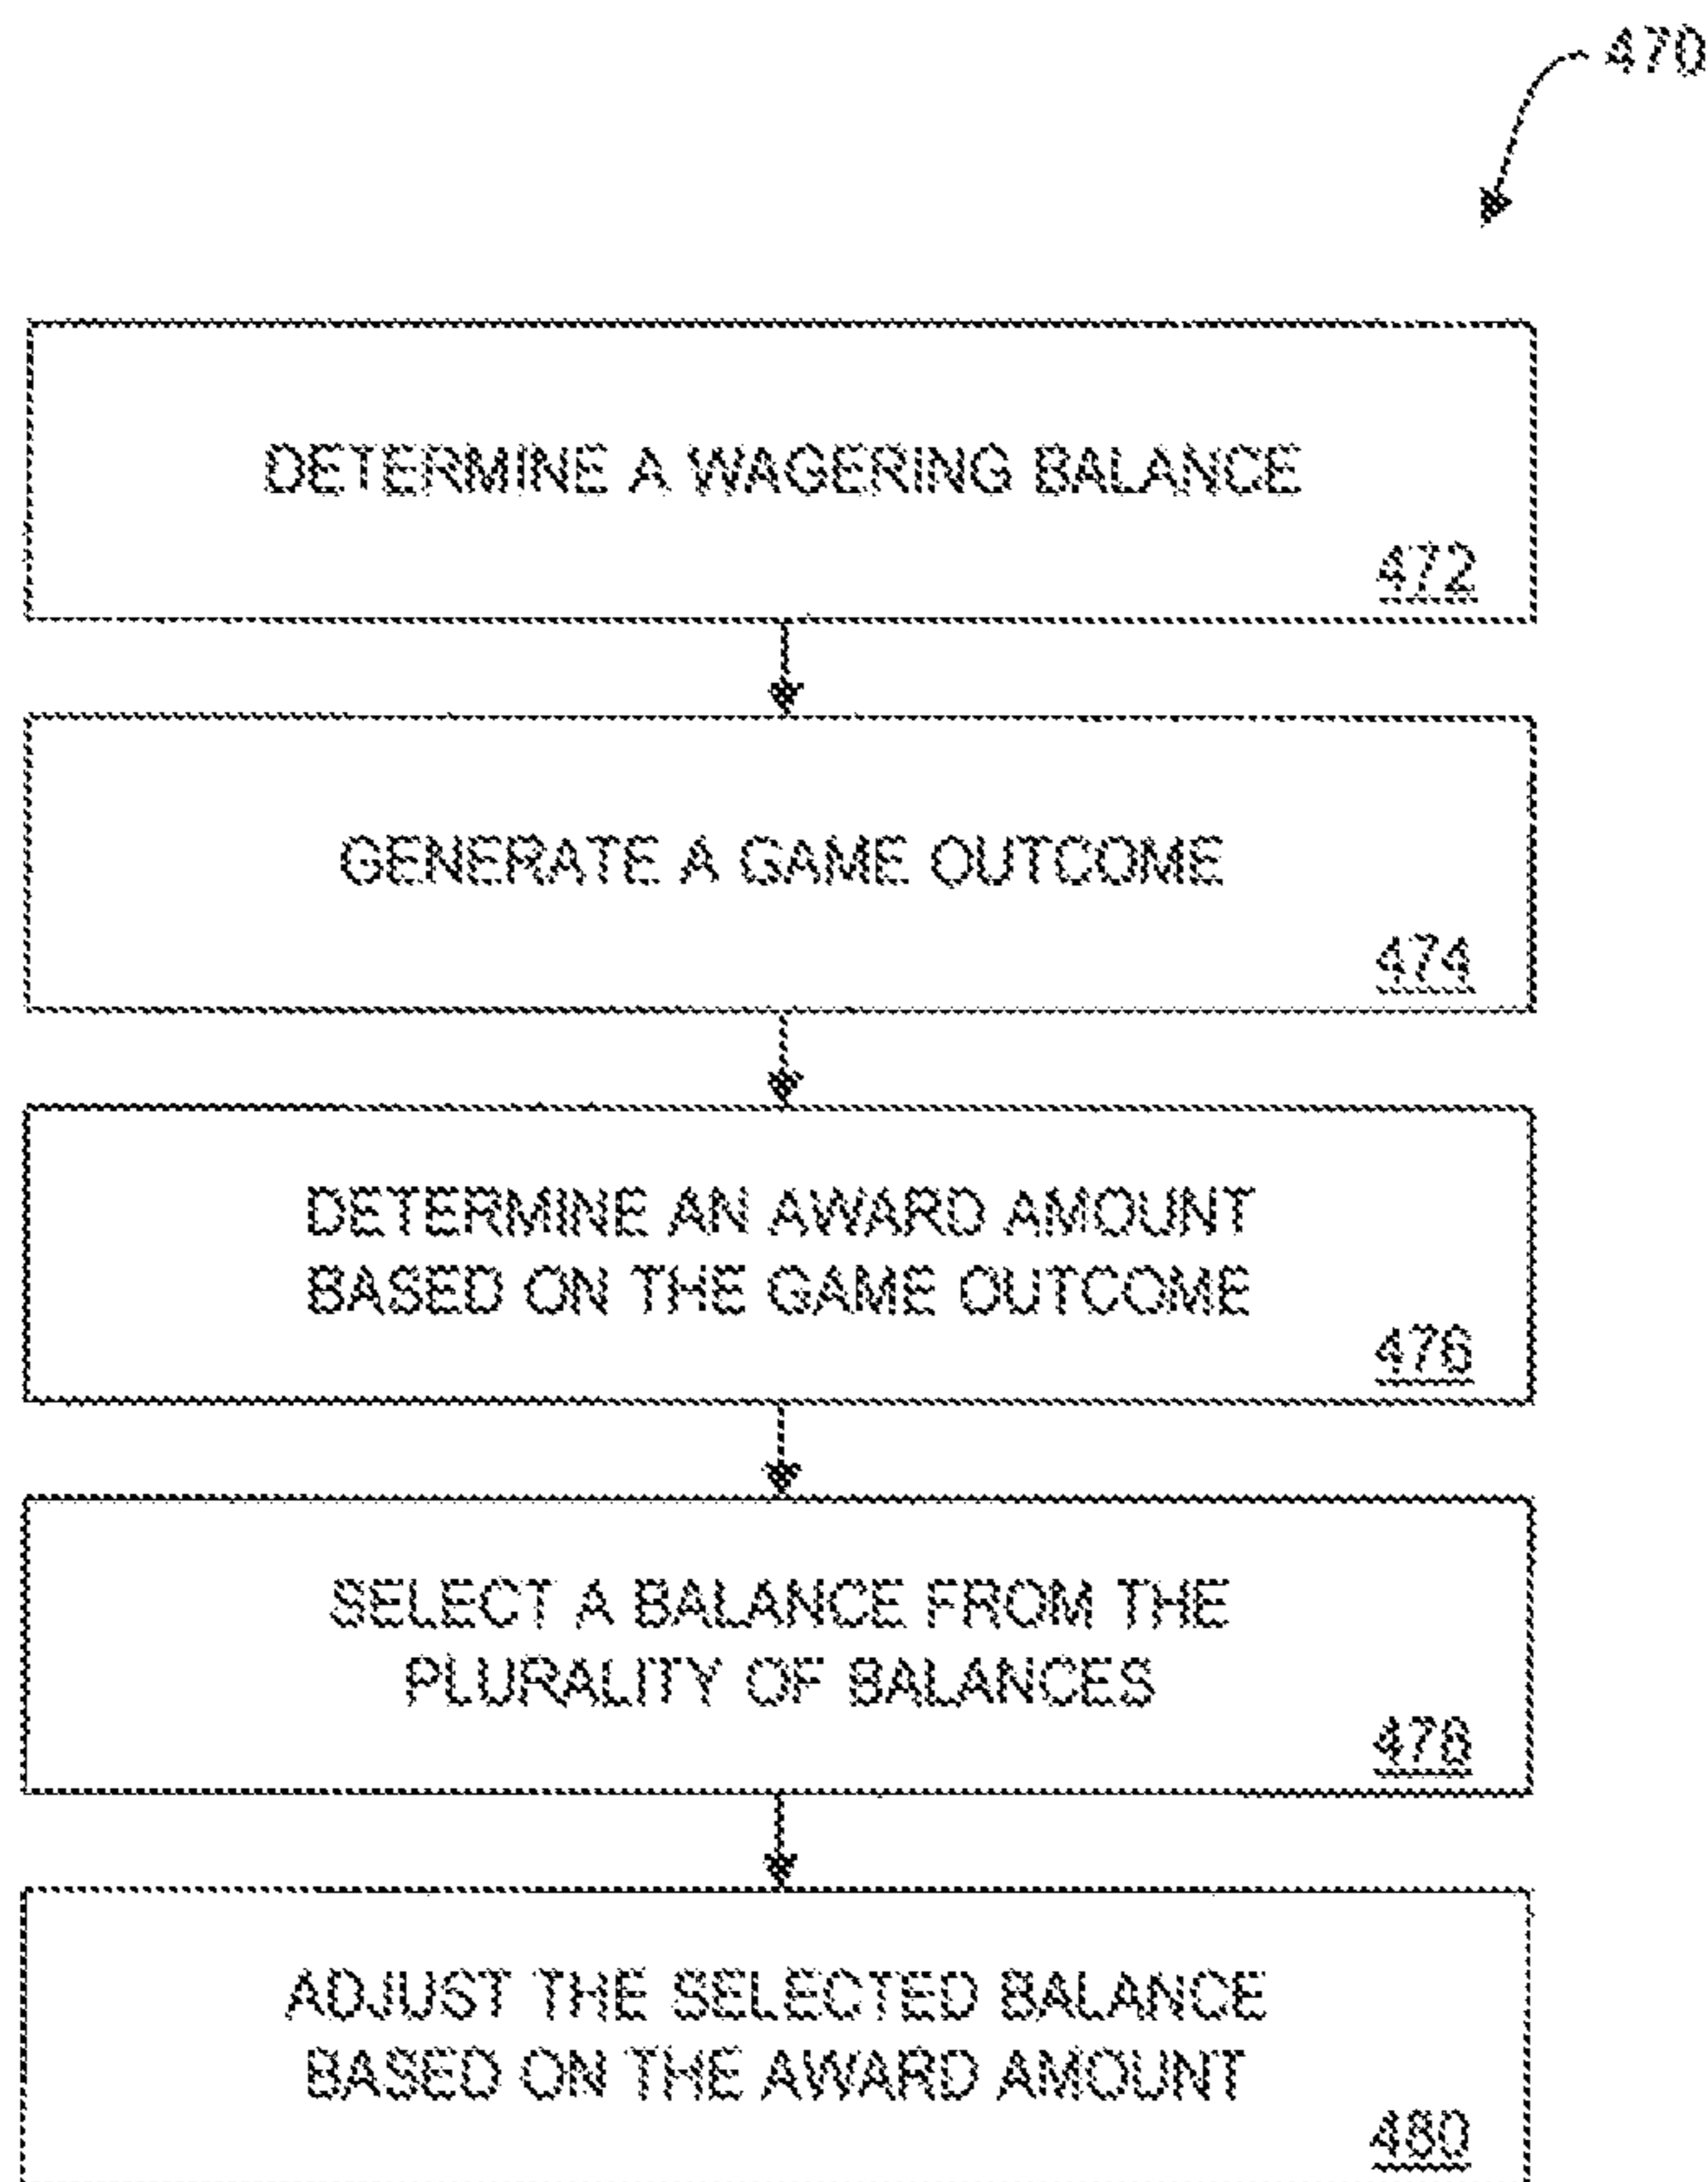 470
DETERMINE A WAGERING BALANCE
472
GENERATE A GAME OUTCOME
474
DETERMINE AN AWARD AMOUNT
BASED ON THE GAME OUTCOME
476
SELECT A BALANCE FROM THE
PLURALITY OF BALANCES
478
ADJUST THE SELECTED BALANCE
BASED ON THE AWARD AMOUNT
480